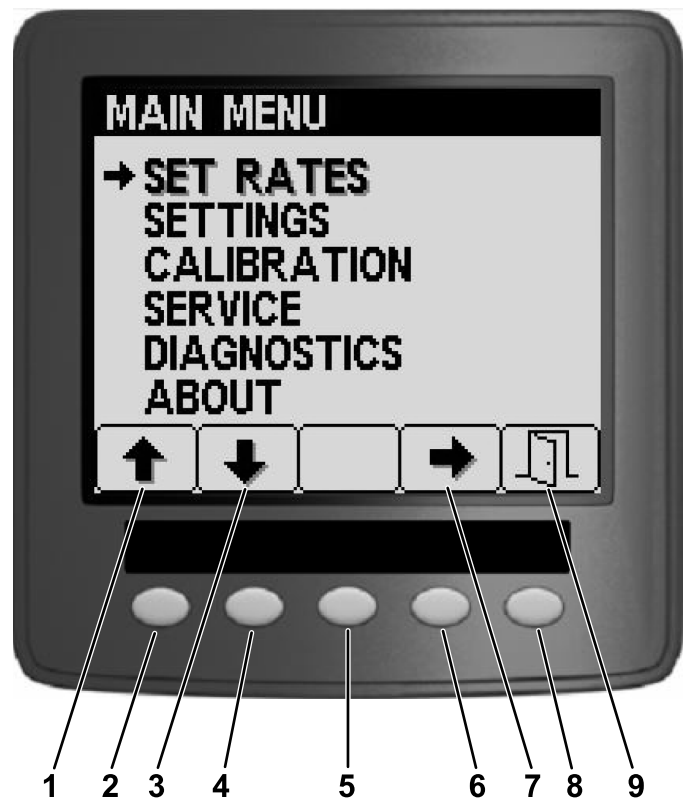 MAIN MENU
SET RATES
SETTINGS
CALIBRATION
SERVICE
DIAGNOSTICS
ABOUT
1 2 3 4 5 6 7 8 9